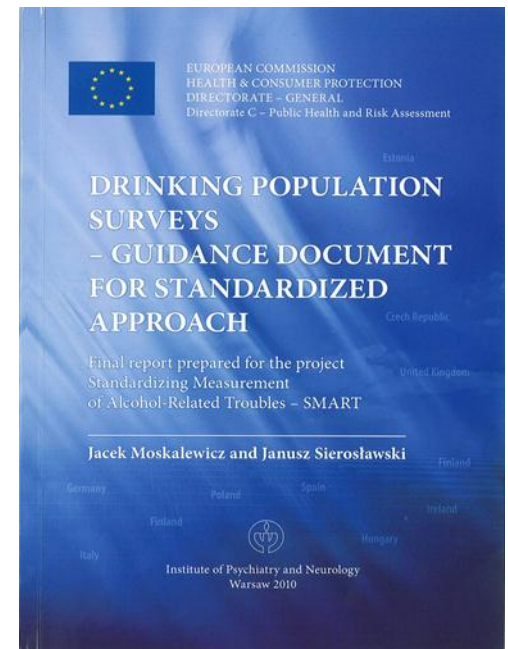 EUROPEAN COMMISSION
HEALTH & CONSUMER PROTECTION
DIRECTORATE – GENERAL
Directorate C – Public Health and Risk Assessment
Estonia
DRINKING POPULATION
SURVEYS
– GUIDANCE DOCUMENT
FOR STANDARDIZED
APPROACH
Czech Republic
Final report prepared for the project
Standardizing Measurement
of Alcohol-Related Troubles – SMART
United Kingdom
Jacek Moskalewicz and Janusz Sierosławski
Finland
Germany
Poland
Spain
Ireland
Finland
Hungary
Italy
Institute of Psychiatry and Neurology
Warsaw 2010